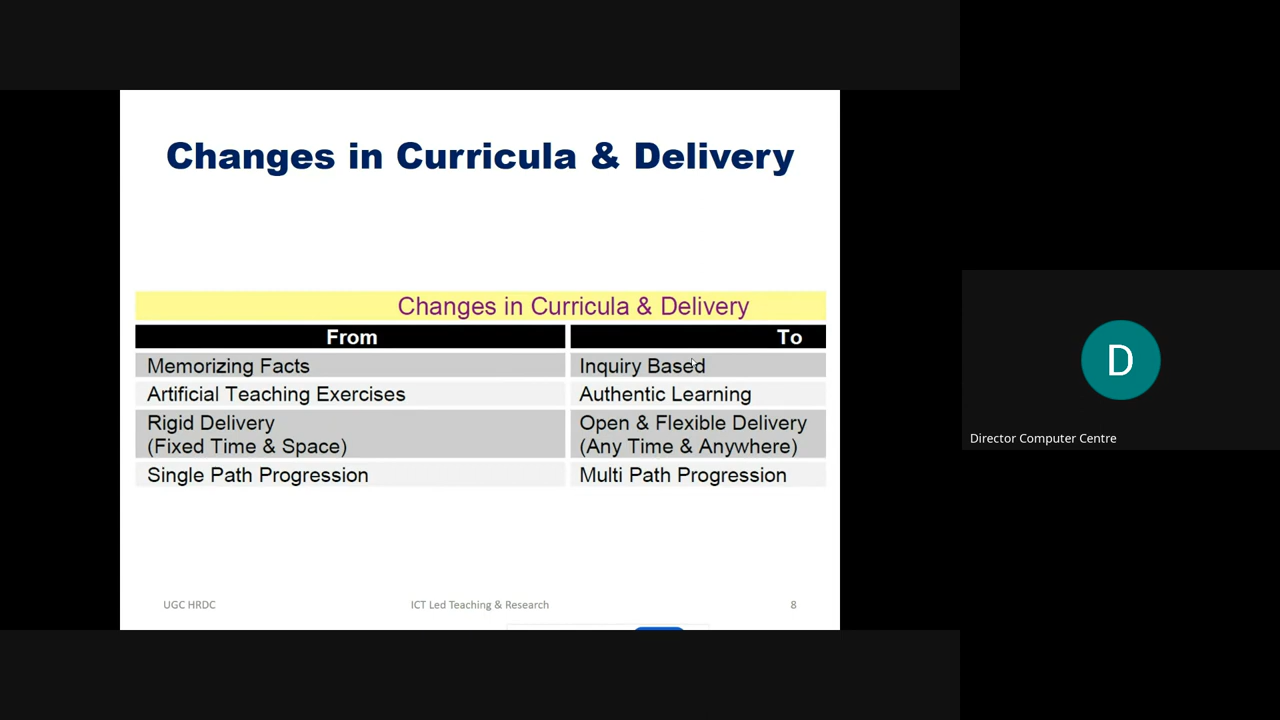 Changes in Curricula & Delivery
Changes in Curricula & Delivery
From To
Memorizing Facts Inquiry Based
Artificial Teaching Exercises Authentic Learning
Rigid Delivery Open & Flexible Delivery
(Fixed Time & Space) (Any Time & Anywhere)
Single Path Progression Multi Path Progression
UGC HRDC ICT Led Teaching & Research 8
D
Director Computer Centre